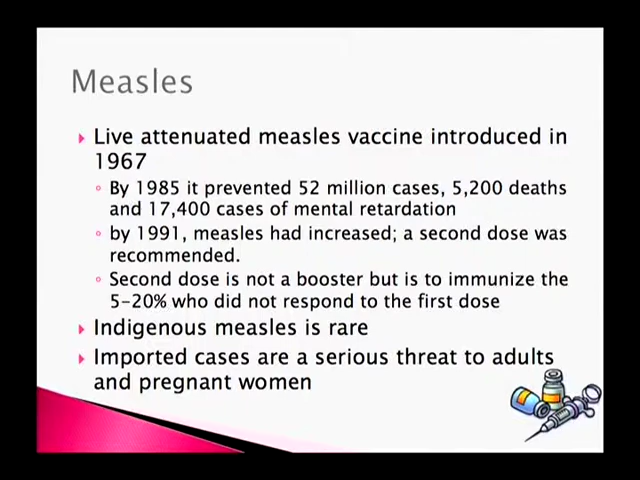 Measles
Live attenuated measles vaccine introduced in
1967
By 1985 it prevented 52 million cases, 5,200 deaths
and 17,400 cases of mental retardation
by 1991, measles had increased; a second dose was
recommended.
Second dose is not a booster but is to immunize the
5-20% who did not respond to the first dose
Indigenous measles is rare
Imported cases are a serious threat to adults
and pregnant women